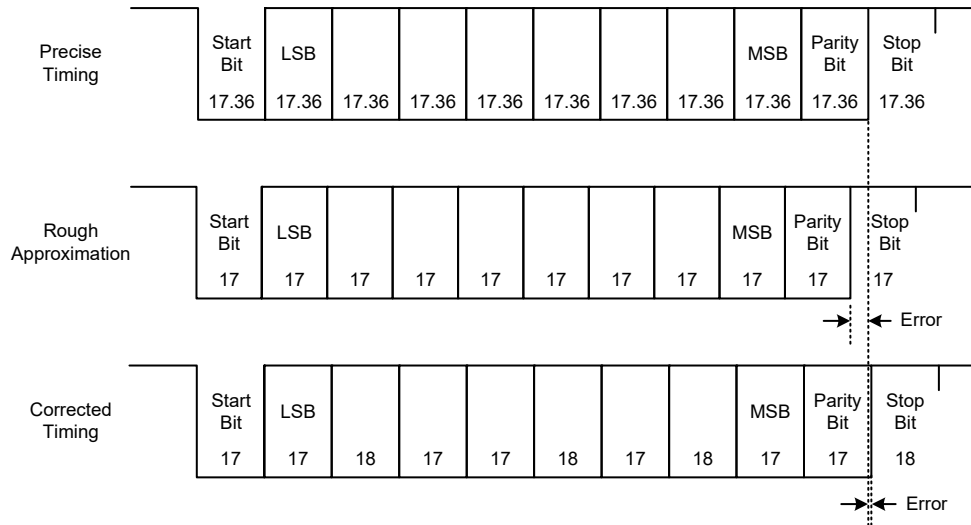 Precise
Timing
Start
Bit
LSB
MSB
Parity
Bit
Stop
Bit
17.36 17.36 17.36 17.36 17.36 17.36 17.36 17.36 17.36 17.36 17.36
Rough
Approximation
Start
Bit
LSB
MSB
Parity
Bit
Stop
Bit
17 17 17 17 17 17 17 17 17 17 17
Error
Corrected
Timing
Start
Bit
LSB
MSB
Parity
Bit
Stop
Bit
17 17 18 17 17 18 17 18 17 17 18
Error